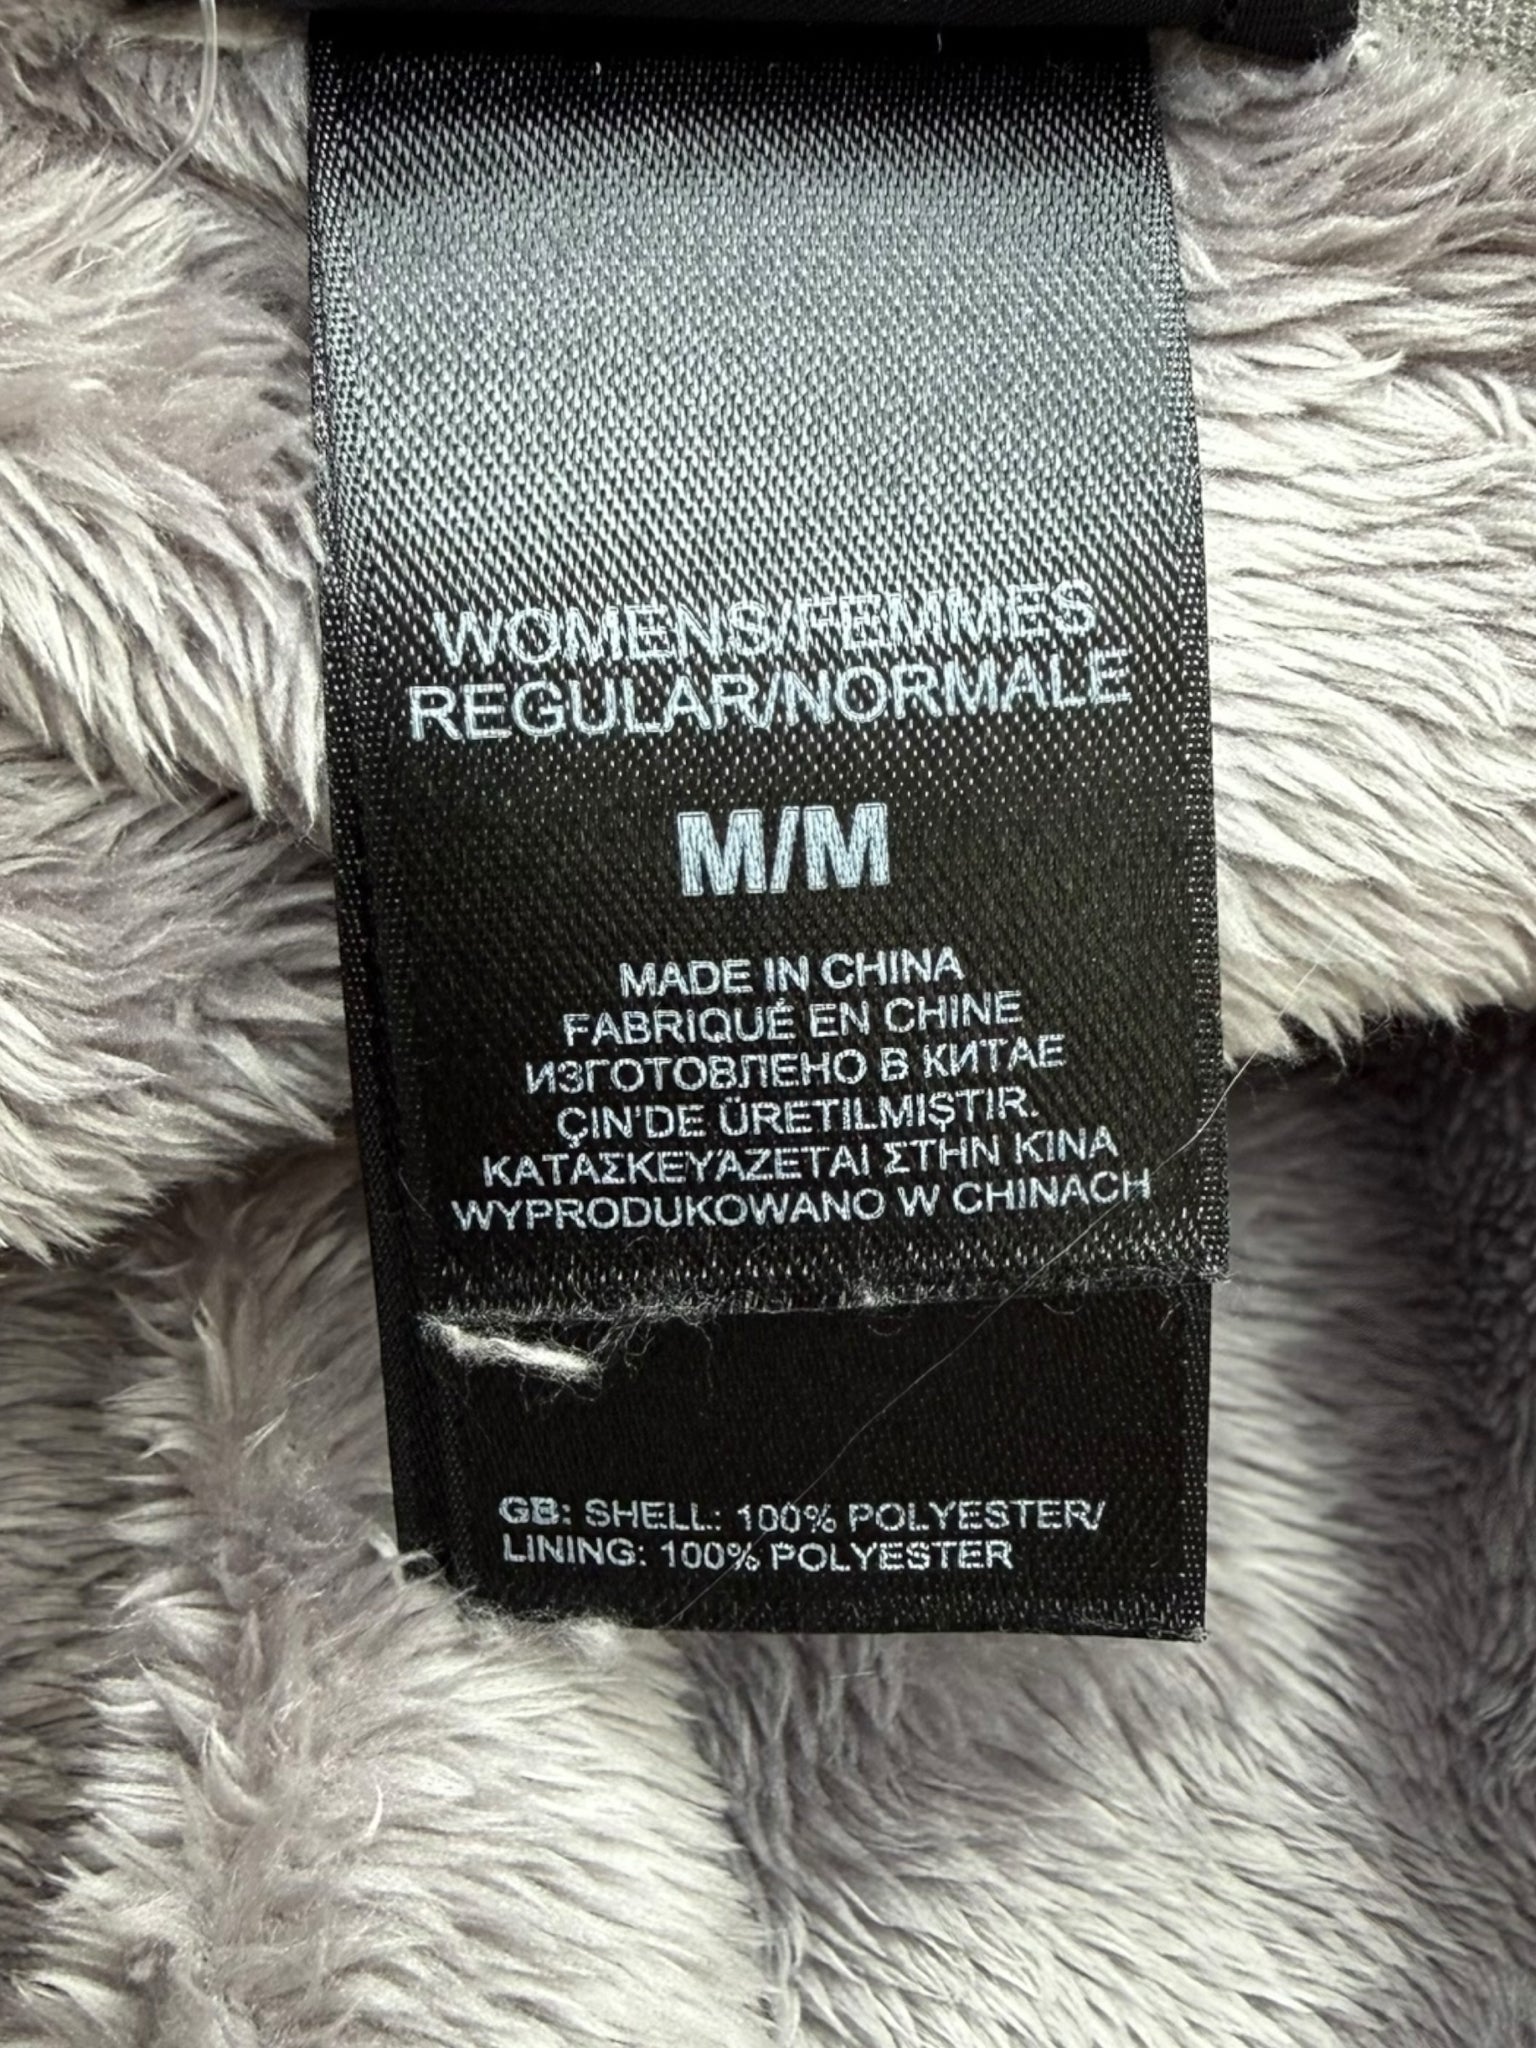 WOMENS/FEMMES
REGULAR/NORMALE
M/M
MADE IN CHINA
FABRIQUÉ EN CHINE
ИЗГОТОВЛЕНО В КИТАЕ
ÇIN'DE ÜRETILMIŞTIR.
ΚΑΤΑΣΚΕΥΆΖΕΤΑΙ ΣΤΗΝ ΚΙΝΑ
WYPRODUKOWANO W CHINACH
GB: SHELL: 100% POLYESTER/
LINING: 100% POLYESTER